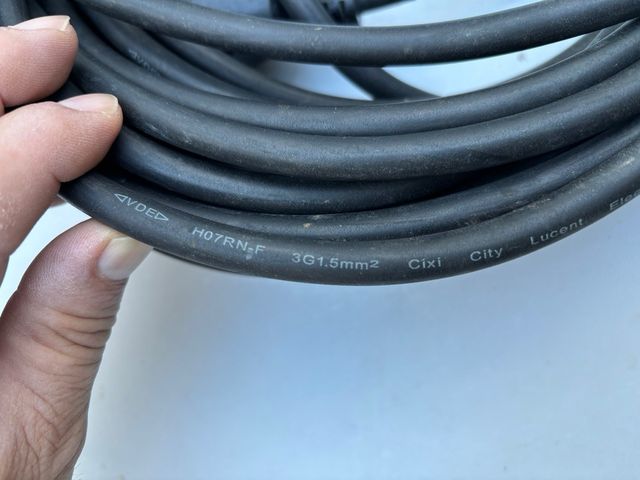 ◁VDE▷ H07RN-F 3G1.5mm² Cixi City Lucent